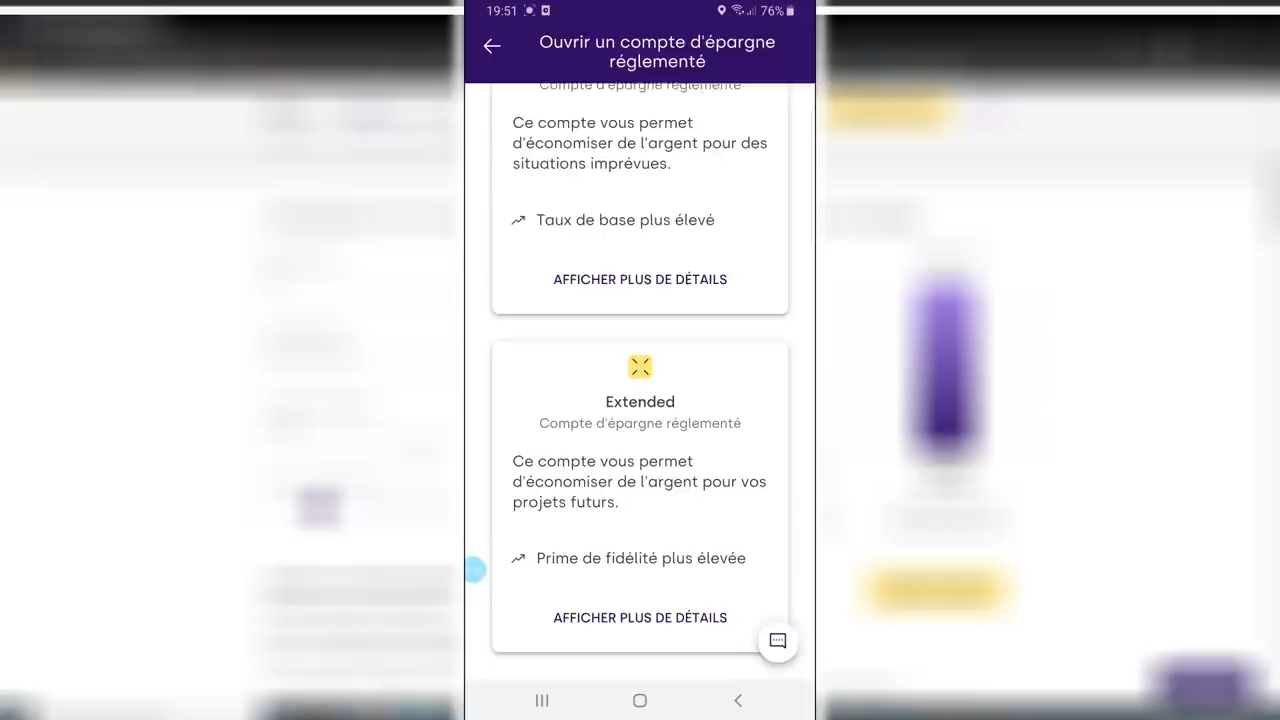 19:51
76%
Ouvrir un compte d'épargne
réglementé
Compte d'épargne réglementé
Ce compte vous permet
d'économiser de l'argent pour des
situations imprévues.
Taux de base plus élevé
AFFICHER PLUS DE DÉTAILS
Extended
Compte d'épargne réglementé
Ce compte vous permet
d'économiser de l'argent pour vos
projets futurs.
Prime de fidélité plus élevée
AFFICHER PLUS DE DÉTAILS